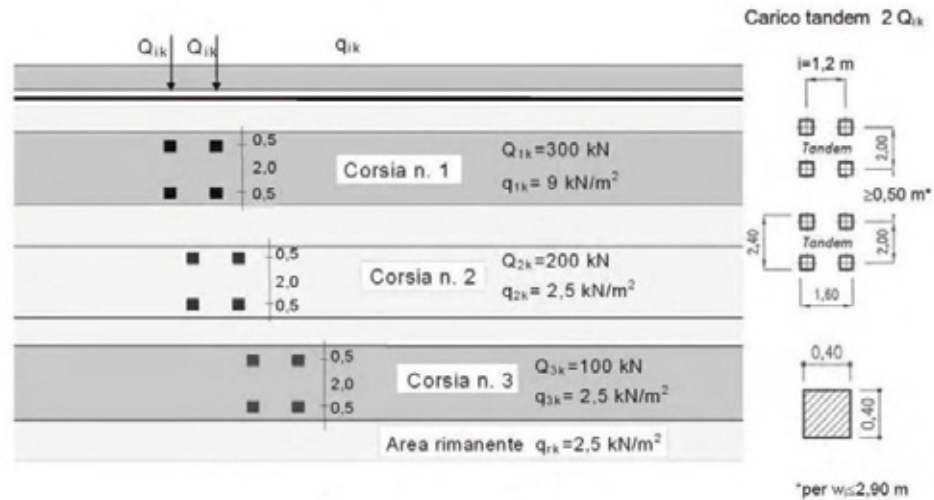 Carico tandem 2 Qik
Qik Qik qik
i=1,2 m
0,5
2,0
0,5
Corsia n. 1
Q1k=300 kN
q1k= 9 kN/m²
Tandem
2,00
≥0,50 m*
0,5
2,0
0,5
Corsia n. 2
Q2k=200 kN
q2k= 2,5 kN/m²
2,40
Tandem
2,00
1,60
0,5
2,0
0,5
Corsia n. 3
Q3k=100 kN
q3k= 2,5 kN/m²
0,40
0,40
Area rimanente qrk=2,5 kN/m²
*per wl≤2,90 m